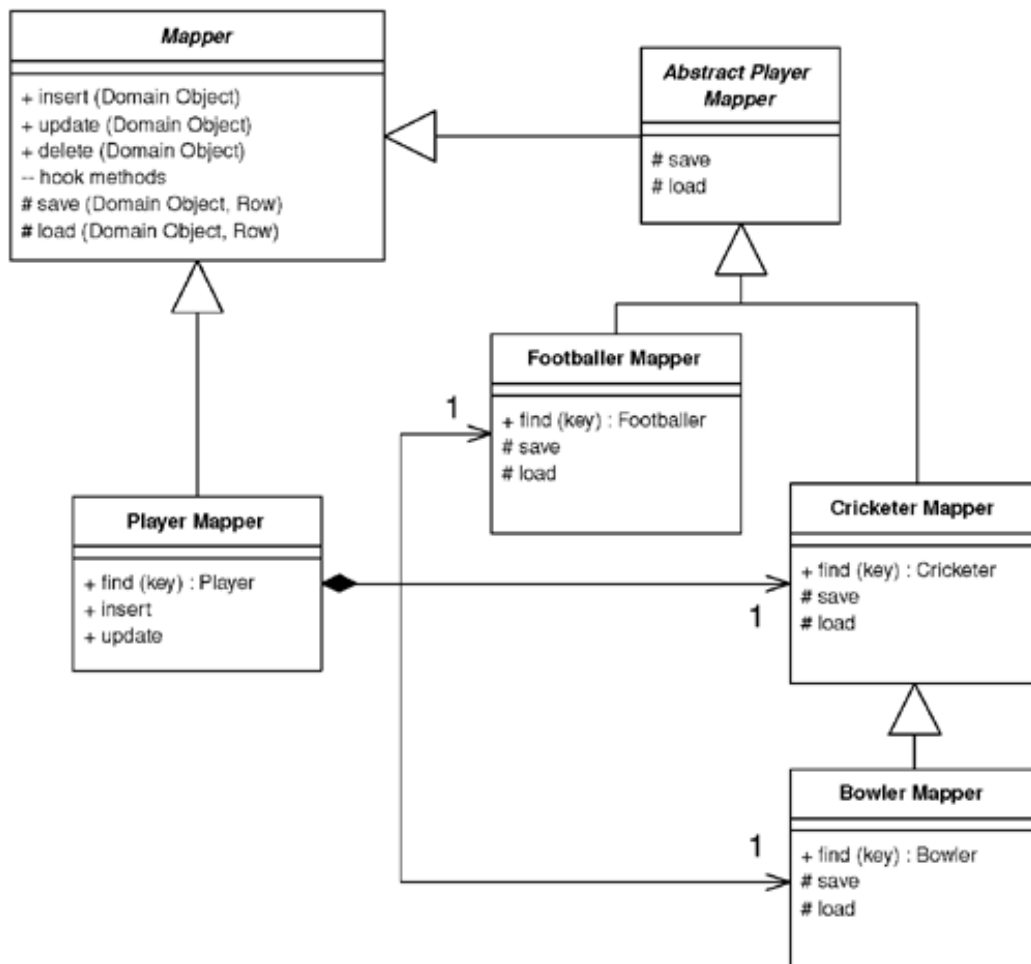 Mapper
+ insert (Domain Object)
+ update (Domain Object)
+ delete (Domain Object)
-- hook methods
# save (Domain Object, Row)
# load (Domain Object, Row)
Abstract Player
Mapper
# save
# load
Footballer Mapper
+ find (key) : Footballer
# save
# load
1
Player Mapper
+ find (key) : Player
+ insert
+ update
Cricketer Mapper
+ find (key) : Cricketer
# save
# load
1
Bowler Mapper
+ find (key) : Bowler
# save
# load
1